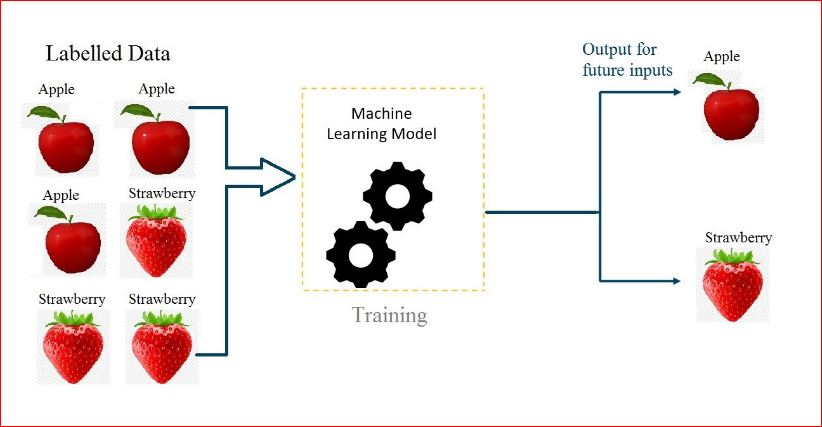 Labelled Data
Apple
Apple
Apple
Strawberry
Strawberry
Strawberry
Machine
Learning Model
Training
Output for
future inputs
Apple
Strawberry